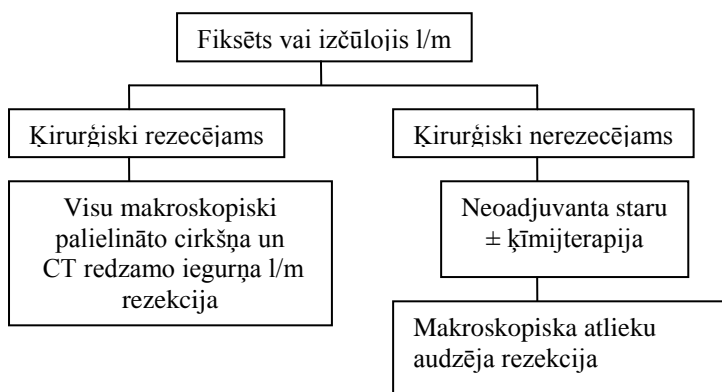 Fiksēts vai izčūlojis l/m
Ķirurģiski rezecējams
Ķirurģiski nerezecējams
Visu makroskopiski
palielināto cirkšņa un
CT redzamo iegurņa l/m
rezekcija
Neoadjuvanta staru
± ķīmijterapija
Makroskopiska atlieku
audzēja rezekcija